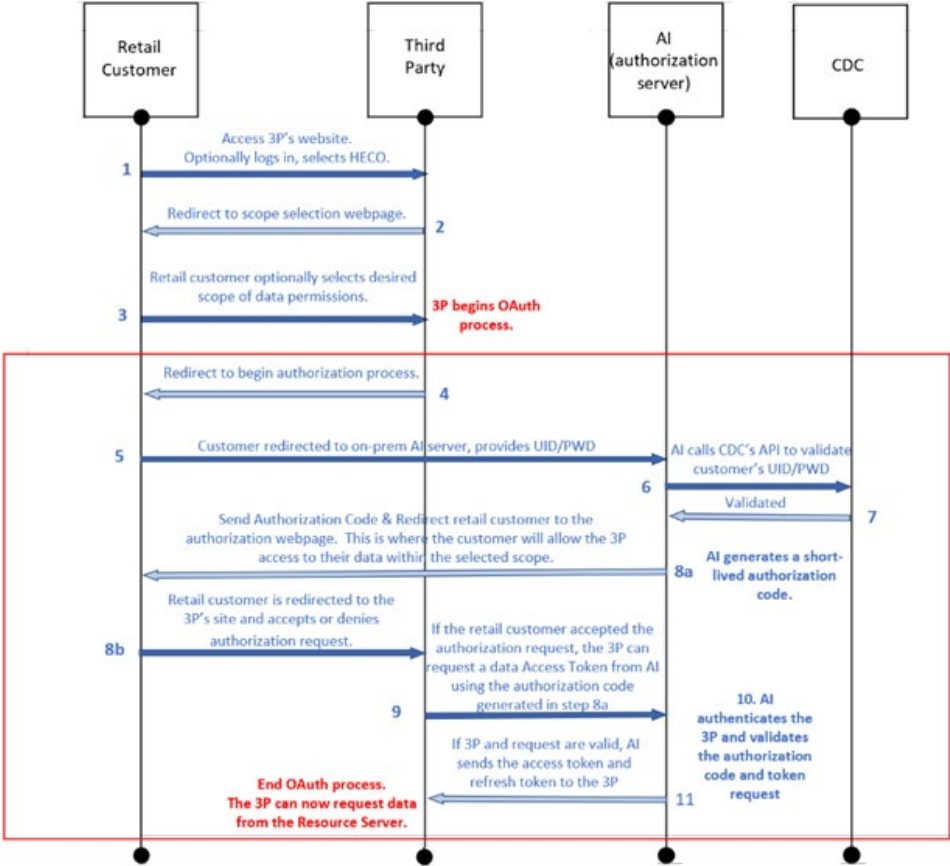 Retail
Customer
Third
Party
AI
(authorization
server)
CDC
Access 3P's website.
Optionally logs in, selects HECO.
1
Redirect to scope selection webpage.
2
Retail customer optionally selects desired
scope of data permissions.
3
3P begins OAuth
process.
Redirect to begin authorization process.
4
5
Customer redirected to on-prem AI server, provides UID/PWD
AI calls CDC's API to validate
customer's UID/PWD
6
Validated
7
Send Authorization Code & Redirect retail customer to the
authorization webpage. This is where the customer will allow the 3P
access to their data within the selected scope.
8a
AI generates a short-
lived authorization
code.
Retail customer is redirected to the
3P's site and accepts or denies
authorization request.
8b
If the retail customer accepted the
authorization request, the 3P can
request a data Access Token from AI
using the authorization code
generated in step 8a
9
10. AI
authenticates the
3P and validates
the authorization
code and token
request
If 3P and request are valid, AI
sends the access token and
refresh token to the 3P
11
End OAuth process.
The 3P can now request data
from the Resource Server.